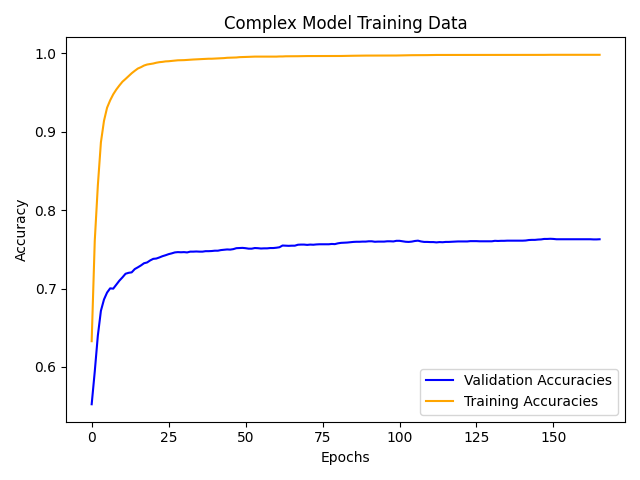 Complex Model Training Data
Accuracy
1.0
0.9
0.8
0.7
0.6
Validation Accuracies
Training Accuracies
0
25
50
75
100
125
150
Epochs